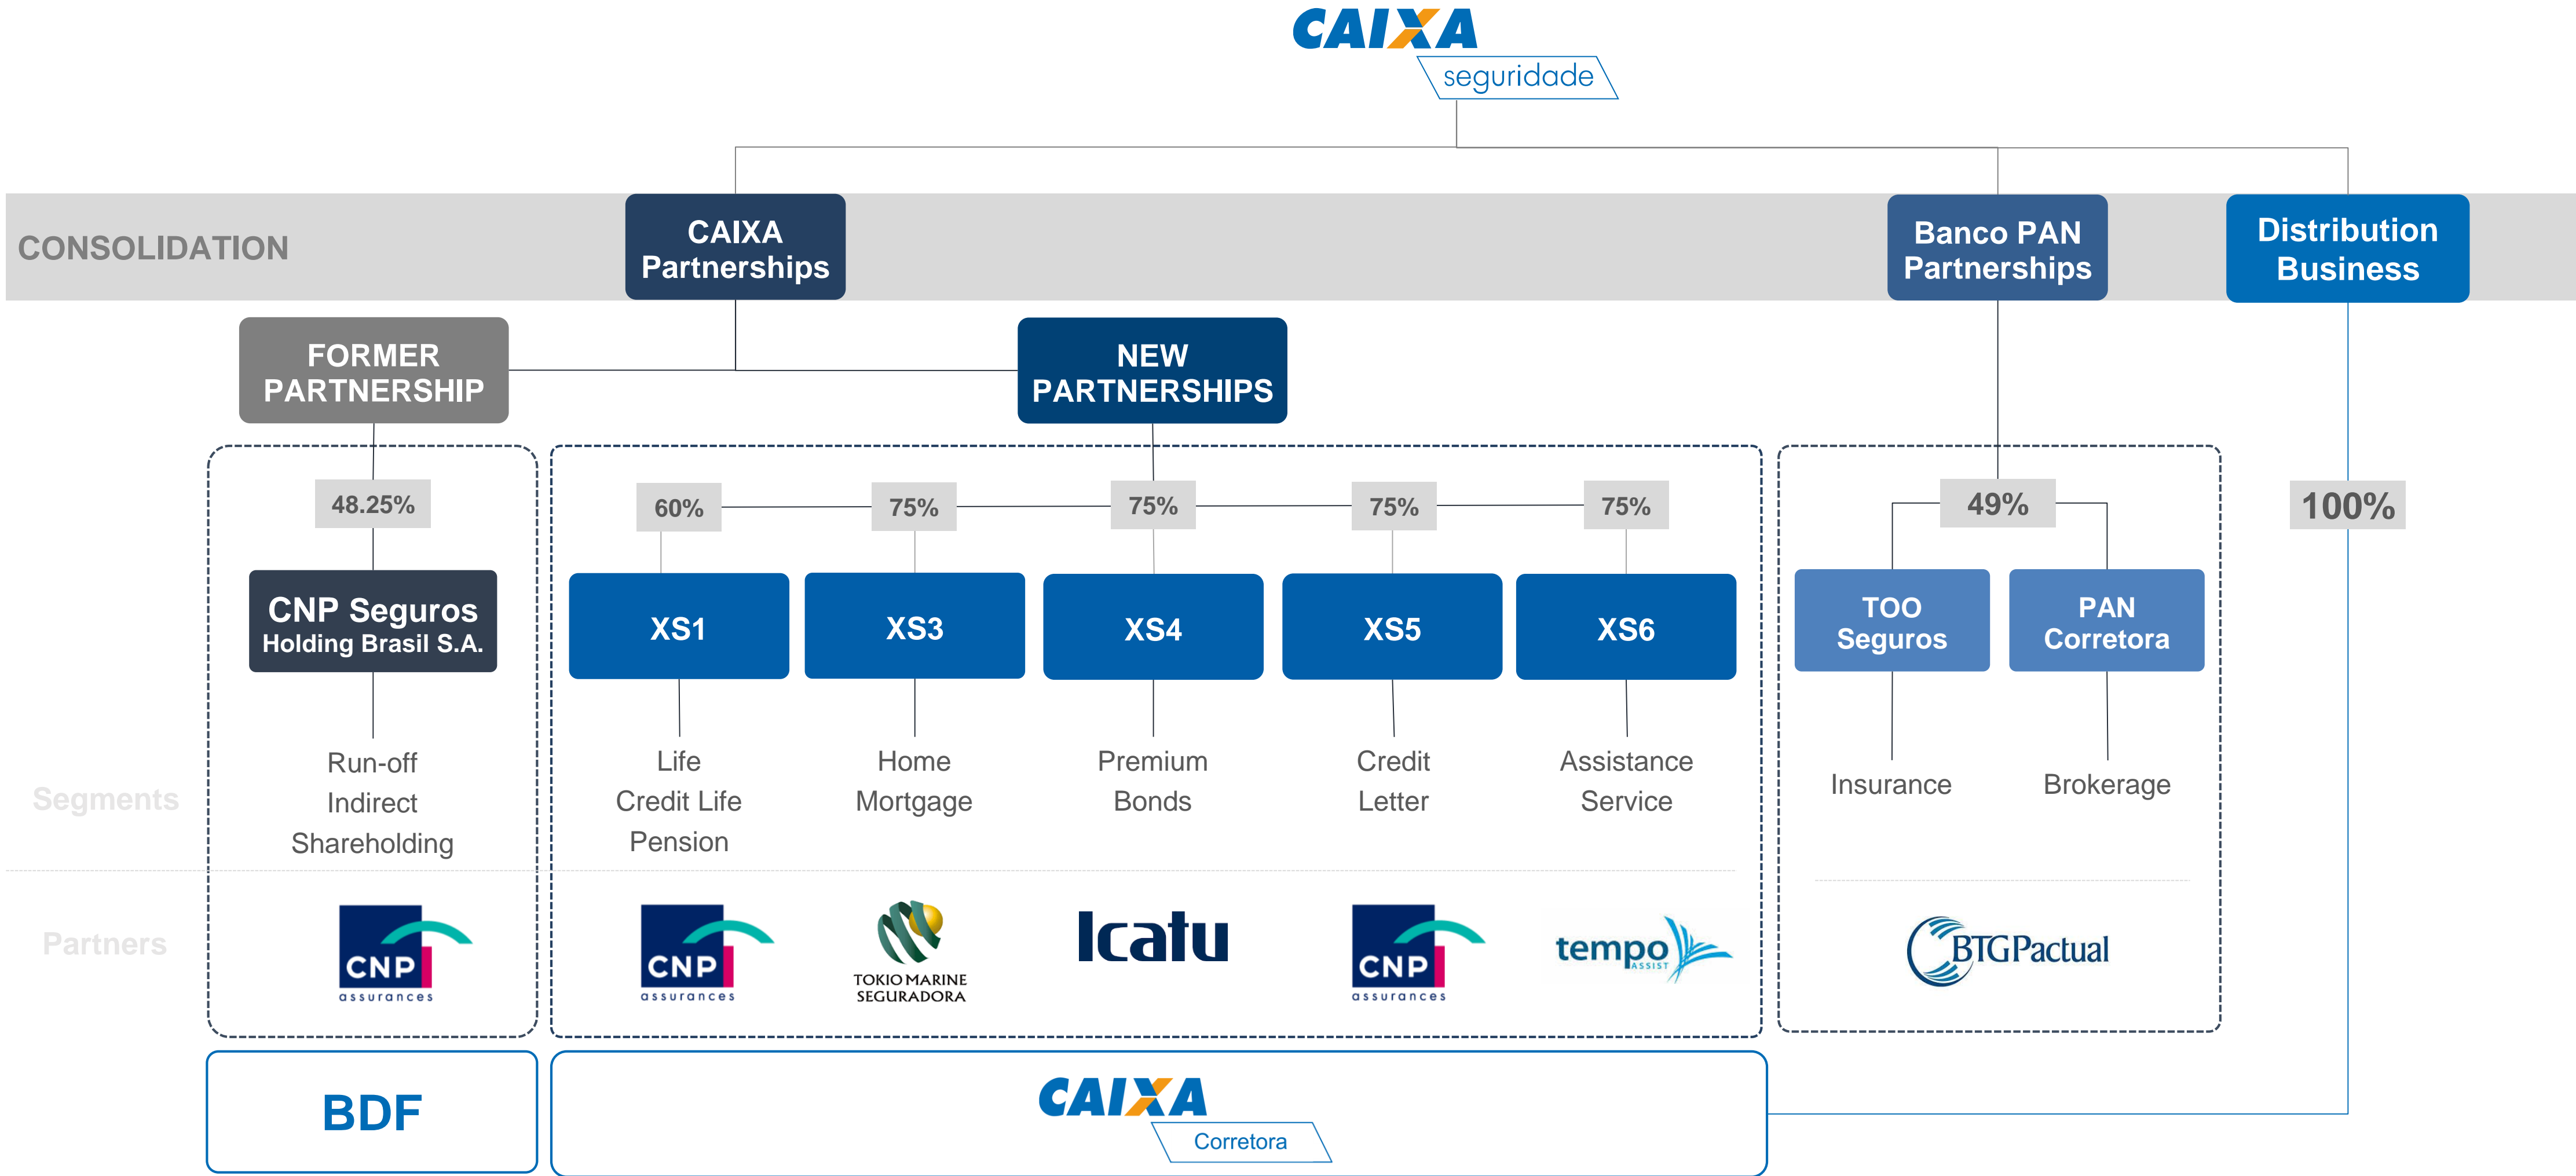 CAIXA
seguridade
CONSOLIDATION
CAIXA
Partnerships
Banco PAN
Partnerships
Distribution
Business
FORMER
PARTNERSHIP
NEW
PARTNERSHIPS
48.25%
60%
75%
75%
75%
75%
49%
100%
CNP Seguros
Holding Brasil S.A.
XS1
XS3
XS4
XS5
XS6
TOO
Seguros
PAN
Corretora
Segments
Run-off
Indirect
Shareholding
Life
Credit Life
Pension
Home
Mortgage
Premium
Bonds
Credit
Letter
Assistance
Service
Insurance
Brokerage
Partners
CNP
assurances
CNP
assurances
TOKIO MARINE
SEGURADORA
Icatu
CNP
assurances
tempo
ASSIST
BTGPactual
BDF
CAIXA
Corretora